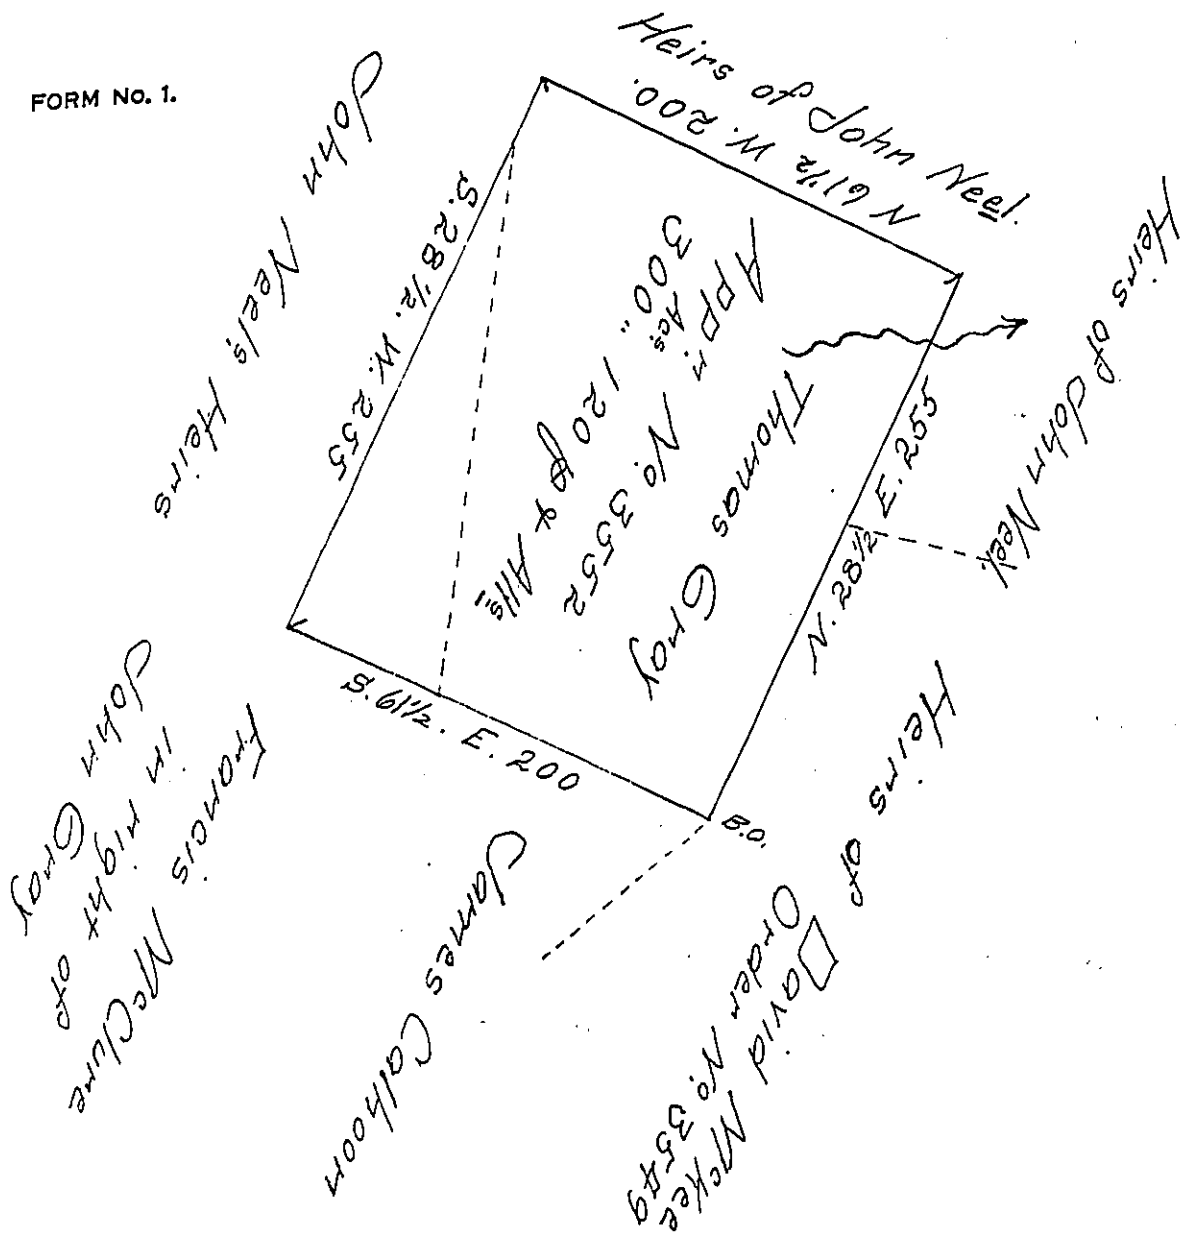 FORM No. 1.
Heirs of John Neel.
N 61½ W. 200.
John Neel's Heirs
S. 28½. W. 255
App.n No. 3552
300 Acs " 120 p & All's"
Thomas Gray
N. 28½ E. 255
Heirs of John Neel.
S. 61½. E. 200
B.O.
Francis McClure
in right of
John Gray
James Calhoon
Heirs of
David McKee
Order No. 3549